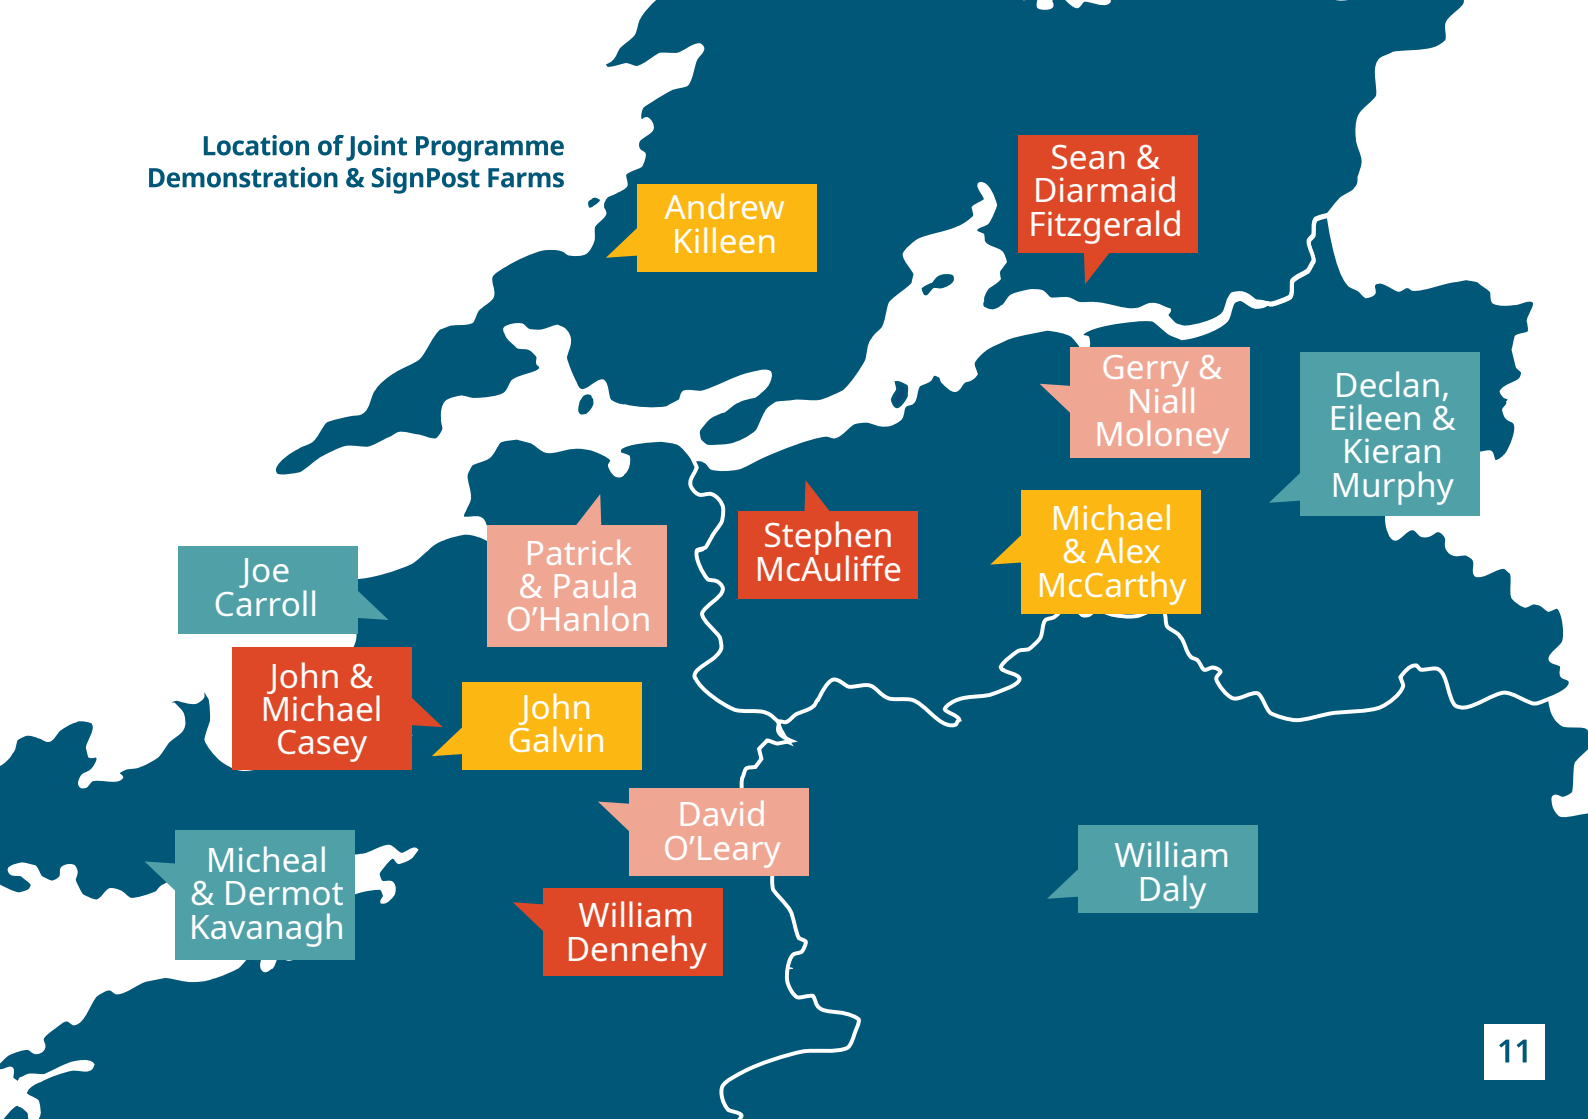 Location of Joint Programme
Demonstration & SignPost Farms
Sean &
Diarmaid
Fitzgerald
Andrew
Killeen
Gerry &
Niall
Moloney
Declan,
Eileen &
Kieran
Murphy
Michael
& Alex
McCarthy
Stephen
McAuliffe
Patrick
& Paula
O’Hanlon
Joe
Carroll
John &
Michael
Casey
John
Galvin
David
O’Leary
Micheal
& Dermot
Kavanagh
William
Daly
William
Dennehy
11